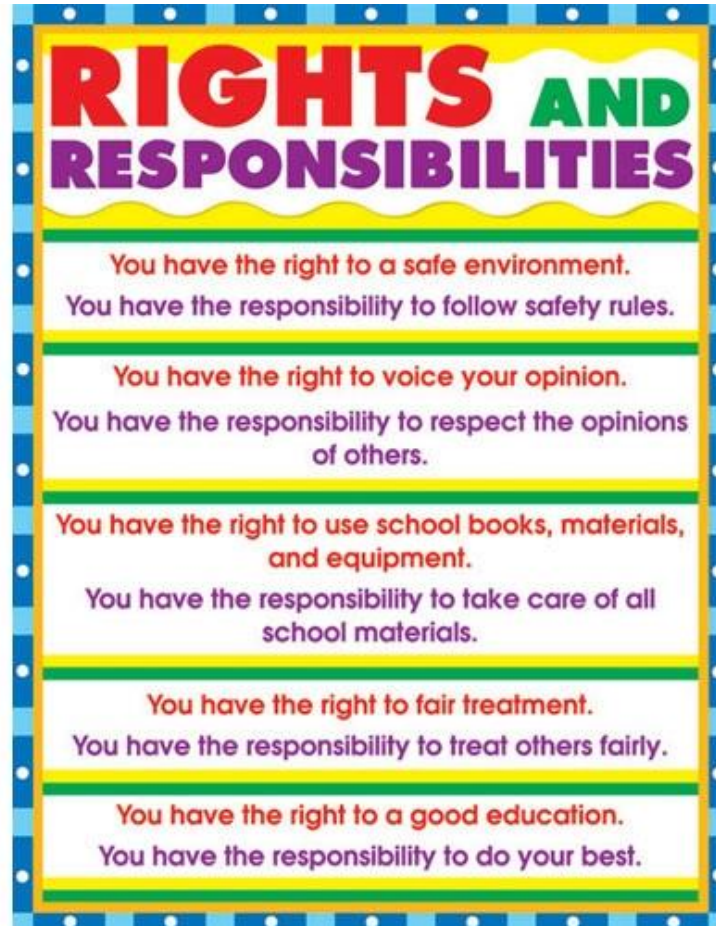 RIGHTS AND
RESPONSIBILITIES
You have the right to a safe environment.
You have the responsibility to follow safety rules.
You have the right to voice your opinion.
You have the responsibility to respect the opinions
of others.
You have the right to use school books, materials,
and equipment.
You have the responsibility to take care of all
school materials.
You have the right to fair treatment.
You have the responsibility to treat others fairly.
You have the right to a good education.
You have the responsibility to do your best.